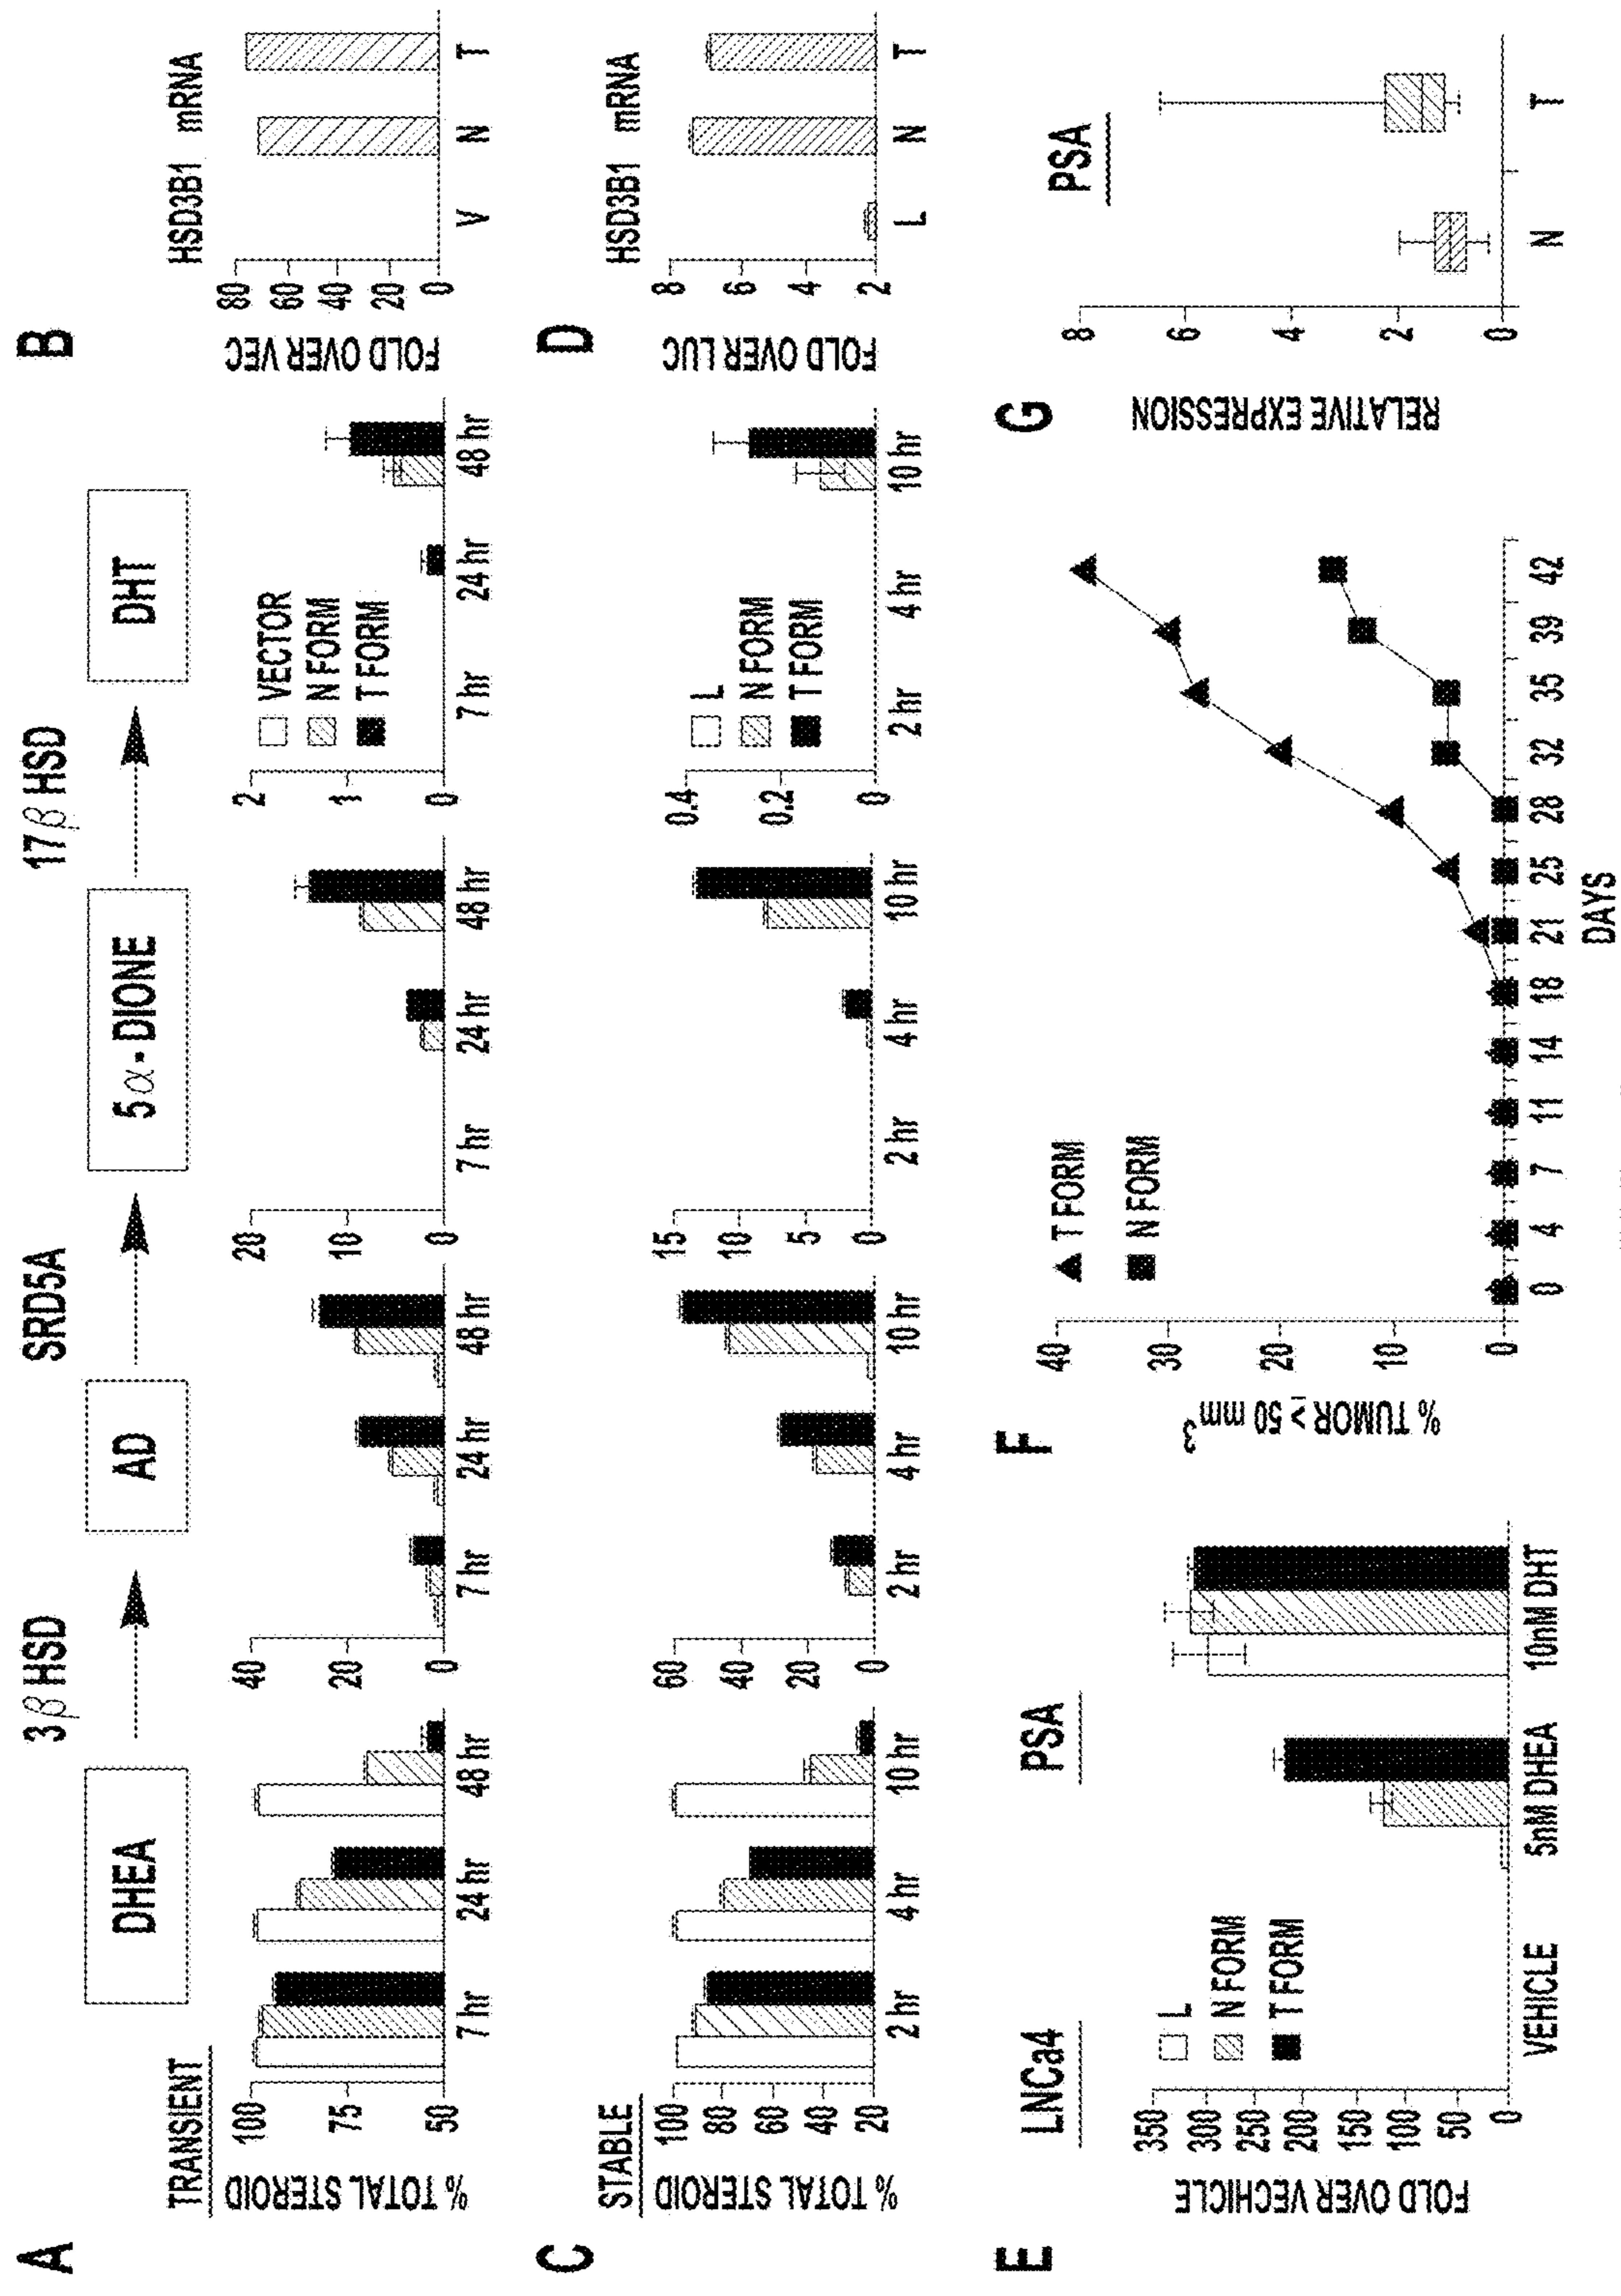 A
3β HSD
SRD5A
17β HSD
DHEA
AD
5α-DIONE
DHT
TRANSIENT
% TOTAL STEROID
100
75
50
7 hr
24 hr
48 hr
40
20
0
7 hr
24 hr
48 hr
20
10
0
7 hr
24 hr
48 hr
2
1
0
VECTOR
N FORM
T FORM
7 hr
24 hr
48 hr
B
HSD3B1 mRNA
FOLD OVER VEC
80
60
40
20
0
V
N
T
C
STABLE
% TOTAL STEROID
100
80
60
40
20
2 hr
4 hr
10 hr
60
40
20
0
2 hr
4 hr
10 hr
15
10
5
0
2 hr
4 hr
10 hr
0.4
0.2
0
L
N FORM
T FORM
2 hr
4 hr
10 hr
D
HSD3B1 mRNA
FOLD OVER LUC
8
6
4
2
L
N
T
E
LNCa4
PSA
FOLD OVER VECHICLE
350
300
250
200
150
100
50
0
L
N FORM
T FORM
VEHICLE
5nM DHEA
10nM DHT
F
% TUMOR ≥ 50 mm3
40
30
20
10
0
T FORM
N FORM
0
4
7
11
14
18
21
25
28
32
35
39
42
DAYS
G
PSA
RELATIVE EXPRESSION
8
6
4
2
0
N
T